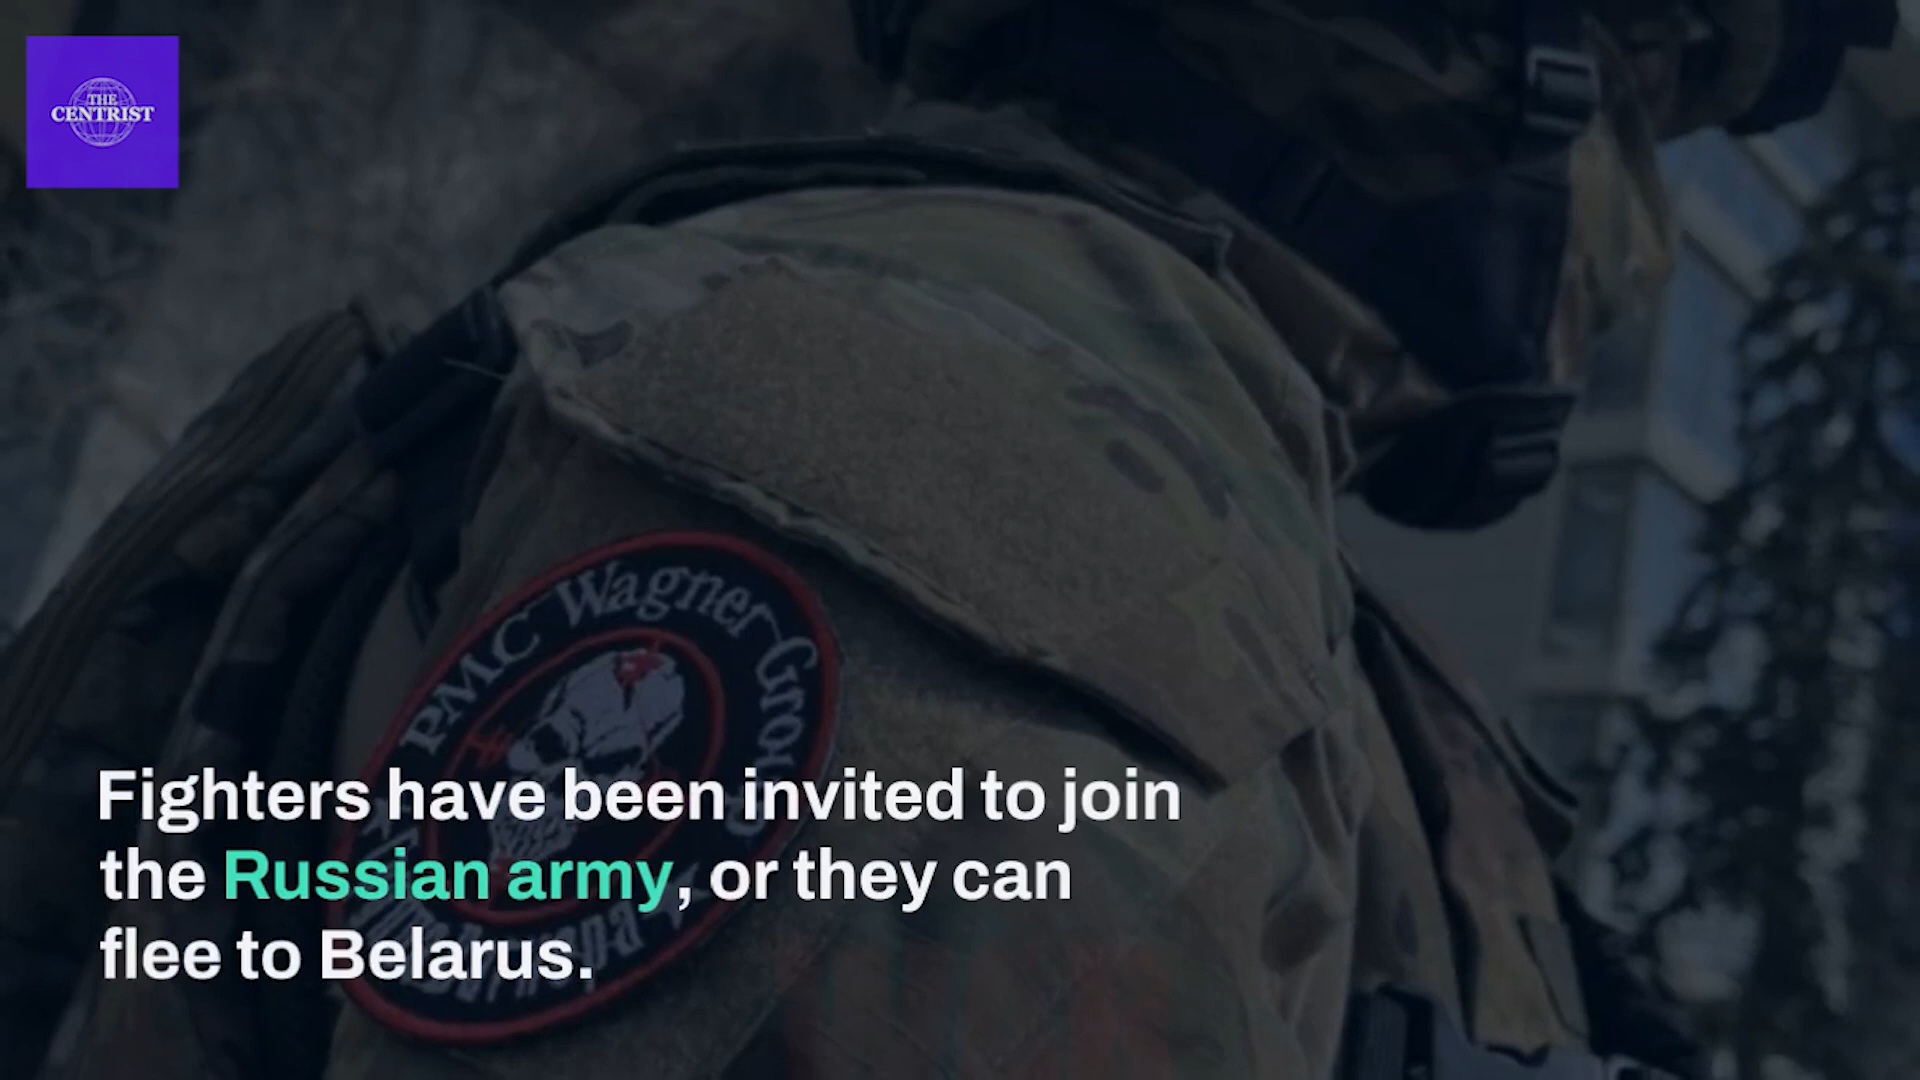 THE
CENTRIST
PMC Wagner Group
Fighters have been invited to join
the Russian army, or they can
flee to Belarus.